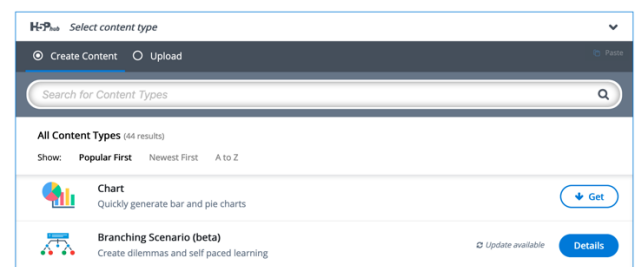 H5Phub Select content type
Create Content Upload Paste
Search for Content Types
All Content Types (44 results)
Show: Popular First Newest First A to Z
Chart
Quickly generate bar and pie charts
Get
Branching Scenario (beta)
Create dilemmas and self paced learning
Update available Details